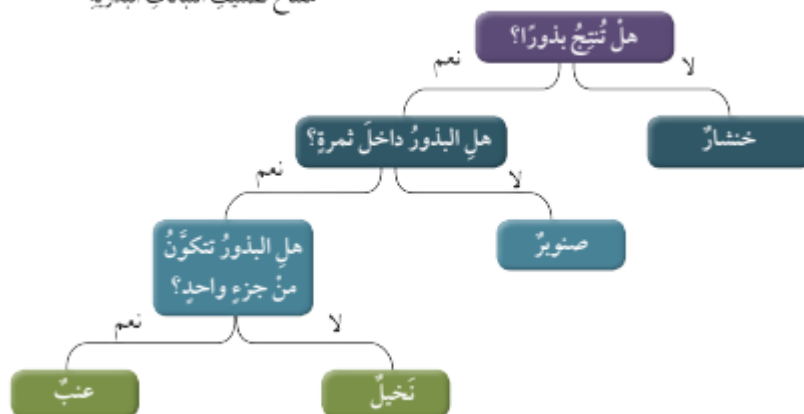 هلْ تُنتِجُ بذورًا؟
لا
نعم
خنشارٌ
هلِ البذورُ داخلَ ثمرةٍ؟
لا
نعم
صنوبرٌ
هلِ البذورُ تتكوَّنُ
منْ جزءٍ واحدٍ؟
لا
نعم
نَخيلٌ
عنبٌ